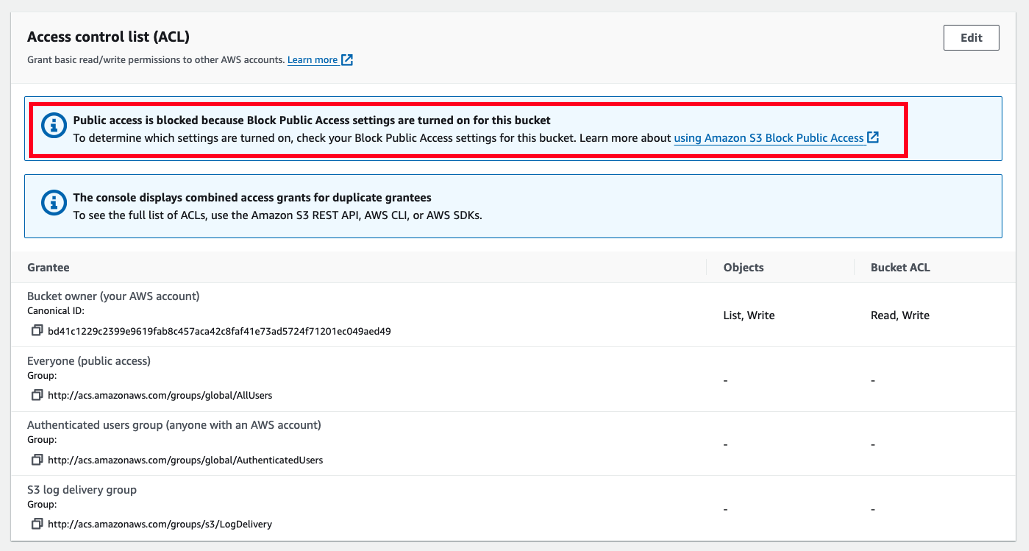 Access control list (ACL)
Edit
Grant basic read/write permissions to other AWS accounts. Learn more
Public access is blocked because Block Public Access settings are turned on for this bucket
To determine which settings are turned on, check your Block Public Access settings for this bucket. Learn more about using Amazon S3 Block Public Access
The console displays combined access grants for duplicate grantees
To see the full list of ACLs, use the Amazon S3 REST API, AWS CLI, or AWS SDKs.
Grantee Objects Bucket ACL
Bucket owner (your AWS account)
Canonical ID:
List, Write Read, Write
bd41c1229c2399e9619fab8c457aca42c8faf41e73ad5724f71201ec049aed49
Everyone (public access)
Group:
- -
http://acs.amazonaws.com/groups/global/AllUsers
Authenticated users group (anyone with an AWS account)
Group:
- -
http://acs.amazonaws.com/groups/global/AuthenticatedUsers
S3 log delivery group
Group:
- -
http://acs.amazonaws.com/groups/s3/LogDelivery